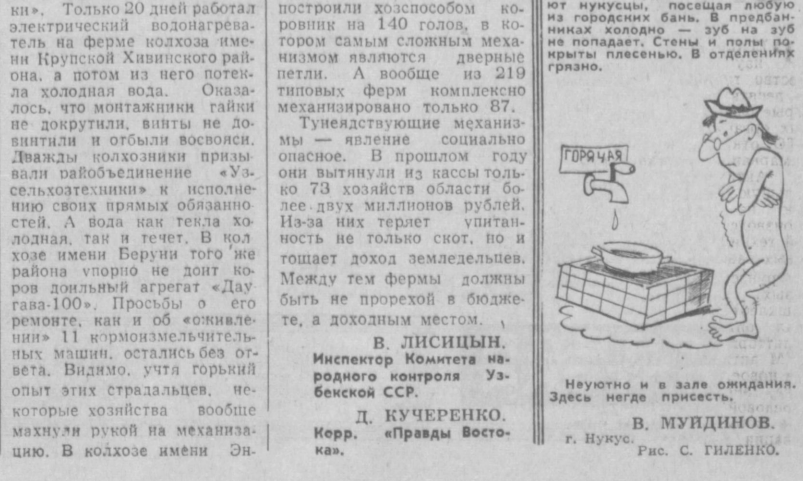 ки». Только 20 дней работал
электрический водонагрева-
тель на ферме колхоза име-
ни Крупской Хивинского рай-
она, а потом из него потек-
ла холодная вода. Оказа-
лось, что монтажники гайки
не докрутили, винты не до-
винтили и отбыли восвояси.
Дважды колхозники призы-
вали райобъединение «Уз-
сельхозтехники» к исполне-
нию своих прямых обязанно-
стей. А вода как текла хо-
лодная, так и течет. В кол
хозе имени Беруни того же
района упорно не доит ко-
ров доильный агрегат «Дау
гава-100». Просьбы о его
ремонте, как и об «оживле-
нии» 11 кормоизмельчитель-
ных машин, остались без от-
вета. Видимо, учтя горький
опыт этих страдальцев, не-
которые хозяйства вообще
махнули рукой на механиза-
цию. В колхозе имени Эн-
построили хозспособом ко-
ровник на 140 голов, в ко-
тором самым сложным меха-
низмом являются дверные
петли. А вообще из 219
типовых ферм комплексно
механизировано только 87.
Тунеядствующие механиз-
мы — явление социально
опасное. В прошлом году
они вытянули из кассы толь-
ко 73 хозяйств области бо-
лее двух миллионов рублей.
Из-за них теряет упитан-
ность не только скот, но и
тощает доход земледельцев.
Между тем фермы должны
быть не прорехой в бюдже-
те, а доходным местом.
В. ЛИСИЦЫН.
Инспектор Комитета на-
родного контроля Уз-
бекской ССР.
Д. КУЧЕРЕНКО.
Корр. «Правды Восто-
ка».
ют нукусцы, посещая любую
из городских бань. В предбан-
никах холодно — зуб на зуб
не попадает. Стены и полы по-
крыты плесенью. В отделениях
грязно.
ГОРЯЧАЯ
Неуютно и в зале ожидания.
Здесь негде присесть.
В. МУЙДИНОВ.
г. Нукус.
Рис. С. ГИЛЕНКО.